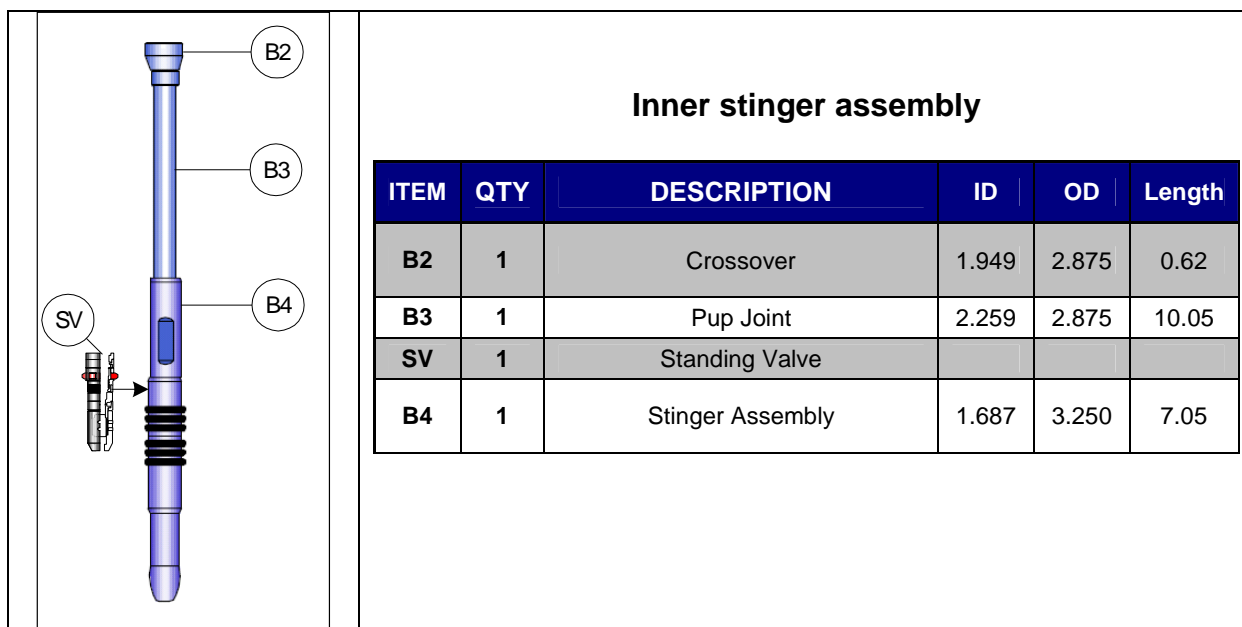 B2
B3
B4
SV
Inner stinger assembly
ITEM QTY DESCRIPTION ID OD Length
B2 1 Crossover 1.949 2.875 0.62
B3 1 Pup Joint 2.259 2.875 10.05
SV 1 Standing Valve
B4 1 Stinger Assembly 1.687 3.250 7.05